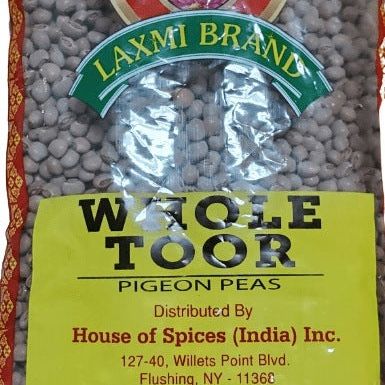 LAXMI BRAND
WHOLE
TOOR
PIGEON PEAS
Distributed By
House of Spices (India) Inc.
127-40, Willets Point Blvd.
Flushing, NY - 11368